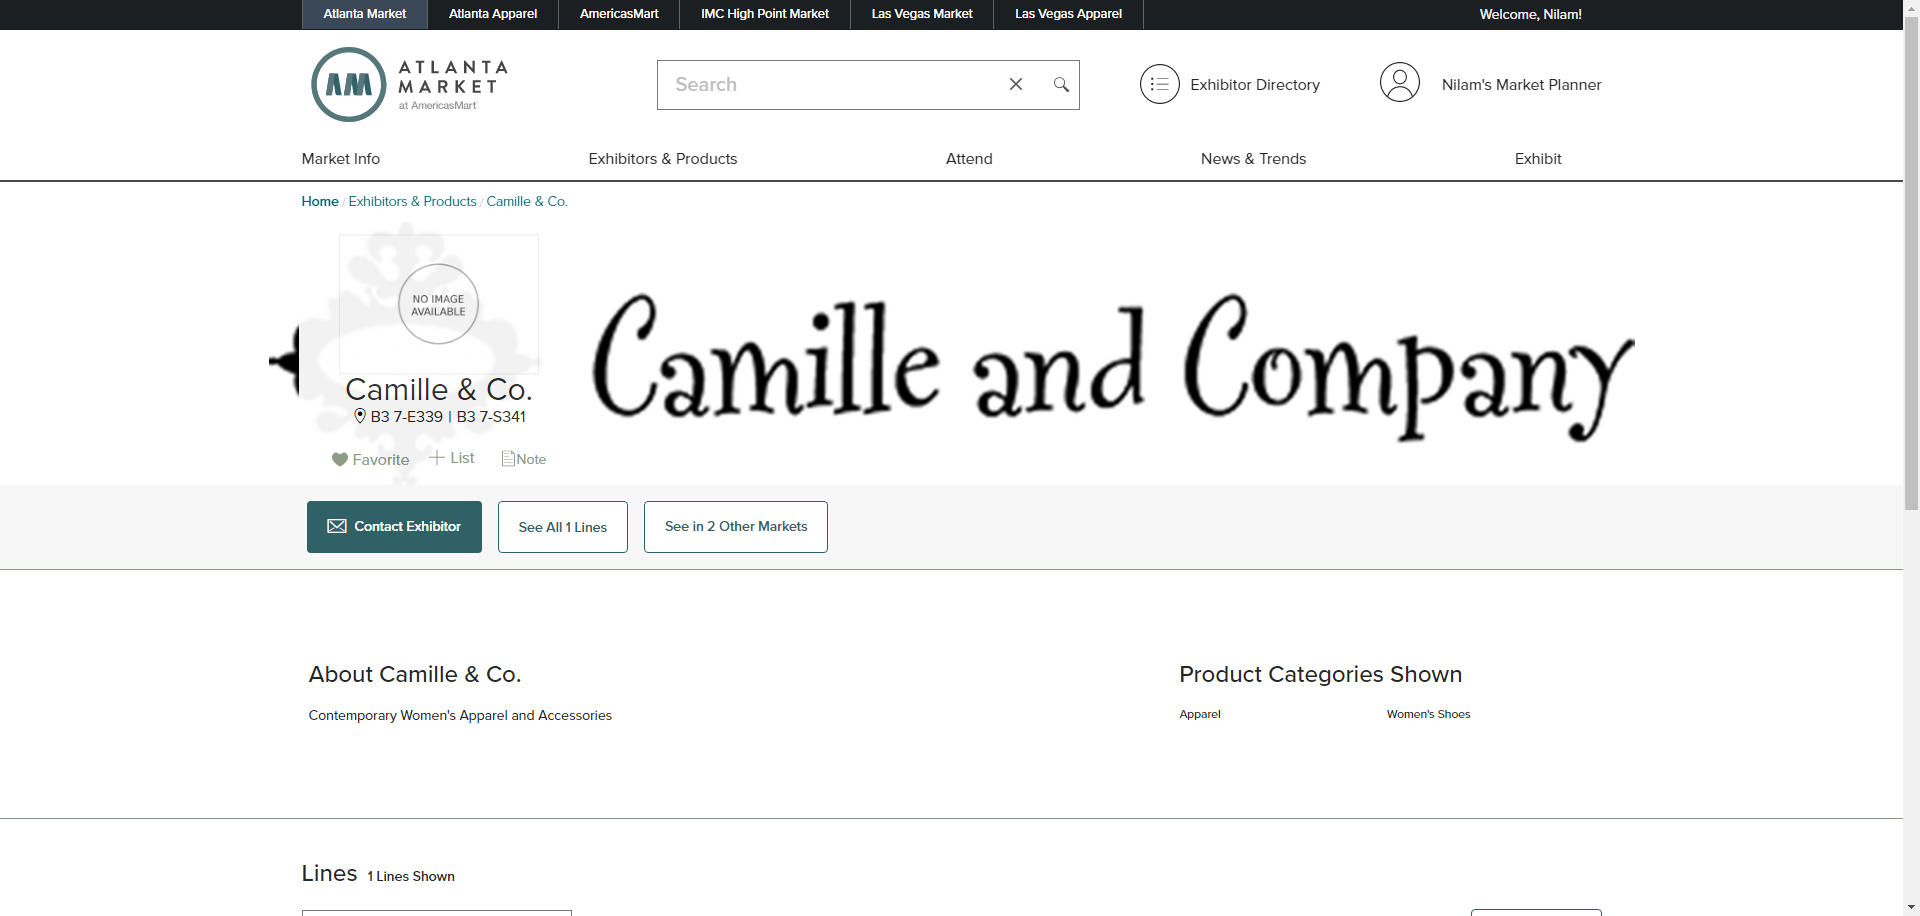 Atlanta Market
Atlanta Apparel
AmericasMart
IMC High Point Market
Las Vegas Market
Las Vegas Apparel
Welcome, Nilam!
AM
ATLANTA
MARKET
at AmericasMart
Search
Exhibitor Directory
Nilam's Market Planner
Market Info
Exhibitors & Products
Attend
News & Trends
Exhibit
Home / Exhibitors & Products / Camille & Co.
NO IMAGE
AVAILABLE
Camille and Company
Camille & Co.
B3 7-E339 | B3 7-S341
Favorite
List
Note
Contact Exhibitor
See All 1 Lines
See in 2 Other Markets
About Camille & Co.
Contemporary Women's Apparel and Accessories
Product Categories Shown
Apparel
Women's Shoes
Lines 1 Lines Shown